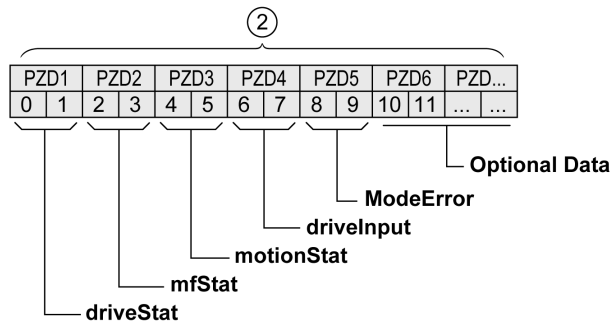 2
PZD1 PZD2 PZD3 PZD4 PZD5 PZD6 PZD...
0 1 2 3 4 5 6 7 8 9 10 11 ... ...
Optional Data
ModeError
driveInput
motionStat
mfStat
driveStat